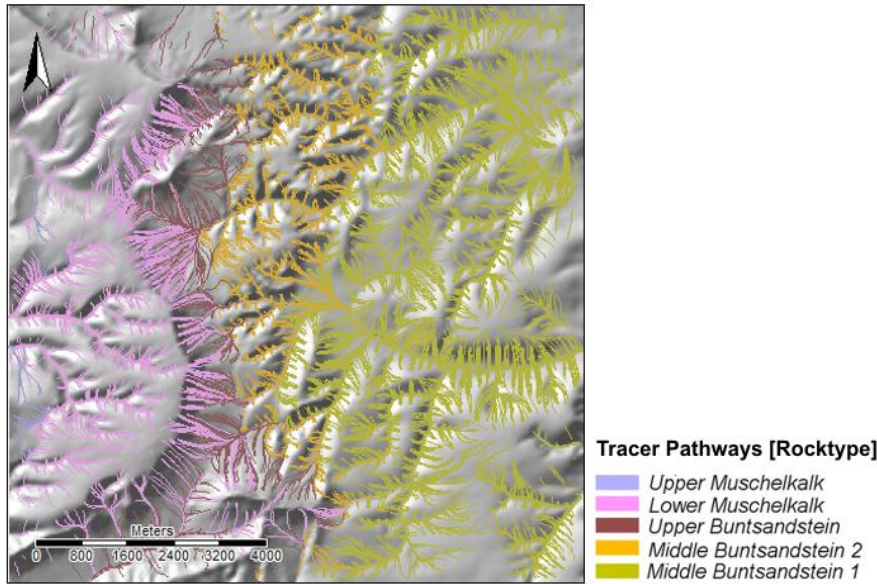 Meters
0 800 1600 2400 3200 4000
Tracer Pathways [Rocktype]
Upper Muschelkalk
Lower Muschelkalk
Upper Buntsandstein
Middle Buntsandstein 2
Middle Buntsandstein 1